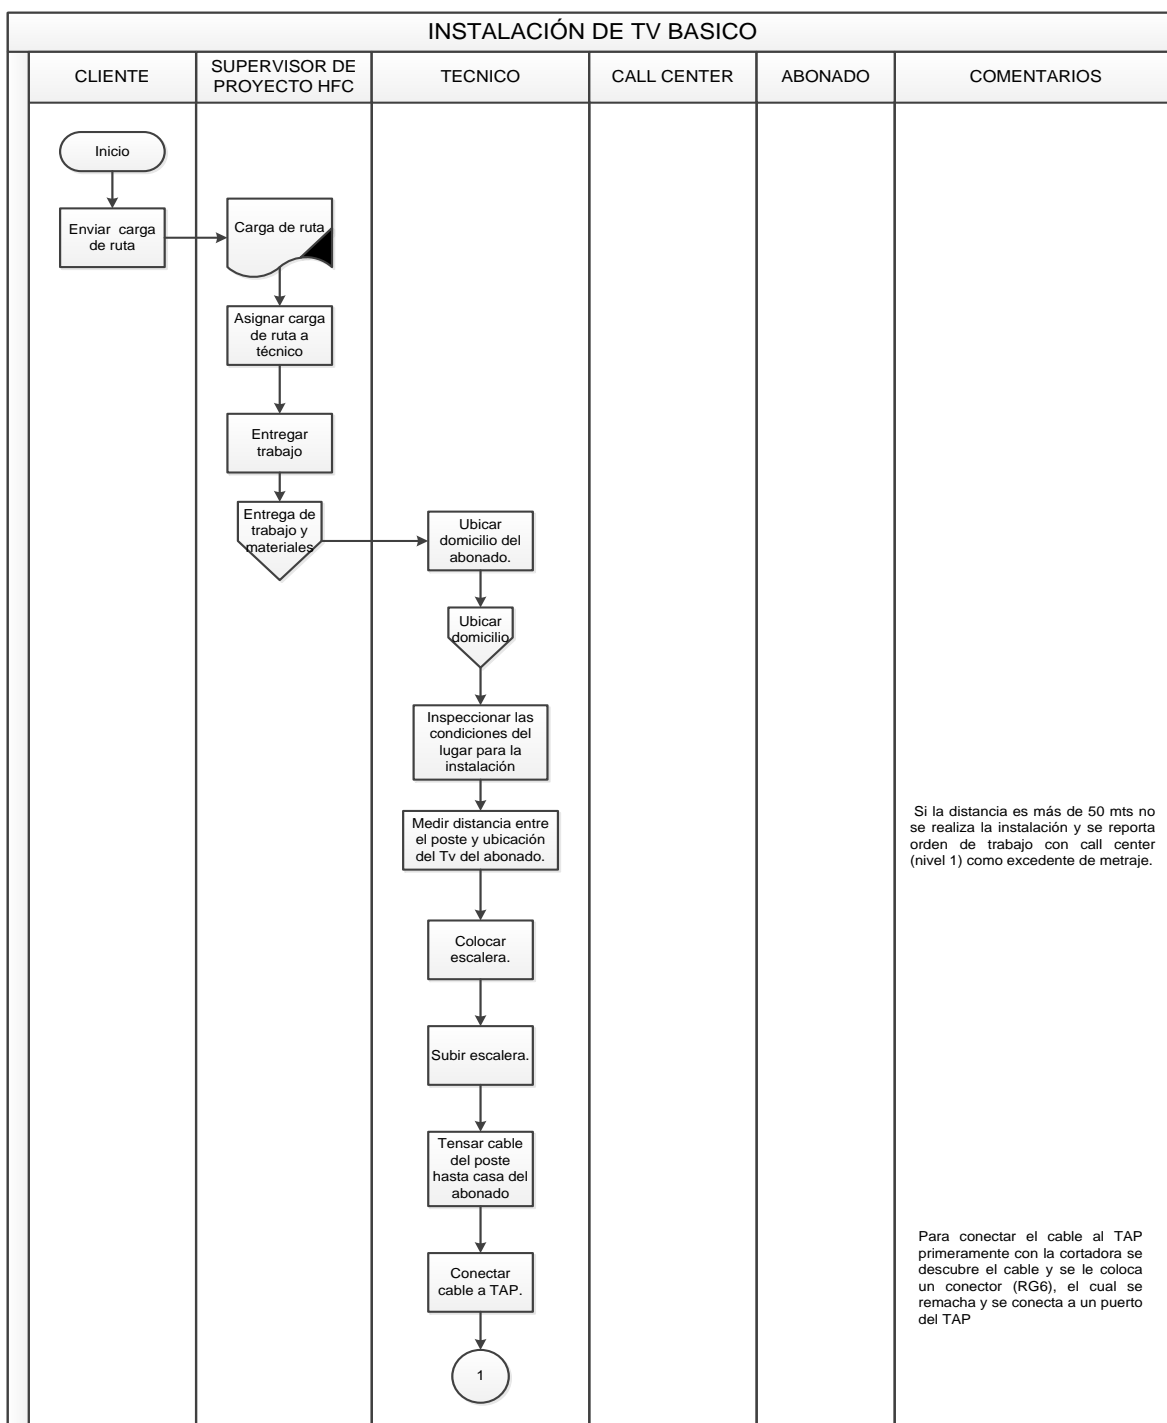 INSTALACIÓN DE TV BASICO
CLIENTE
SUPERVISOR DE
PROYECTO HFC
TECNICO
CALL CENTER
ABONADO
COMENTARIOS
Inicio
Enviar carga
de ruta
Carga de ruta
Asignar carga
de ruta a
técnico
Entregar
trabajo
Entrega de
trabajo y
materiales
Ubicar
domicilio del
abonado.
Ubicar
domicilio
Inspeccionar las
condiciones del
lugar para la
instalación
Medir distancia entre
el poste y ubicación
del Tv del abonado.
Si la distancia es más de 50 mts no
se realiza la instalación y se reporta
orden de trabajo con call center
(nivel 1) como excedente de metraje.
Colocar
escalera.
Subir escalera.
Tensar cable
del poste
hasta casa del
abonado
Conectar
cable a TAP.
Para conectar el cable al TAP
primeramente con la cortadora se
descubre el cable y se le coloca
un conector (RG6), el cual se
remacha y se conecta a un puerto
del TAP
1